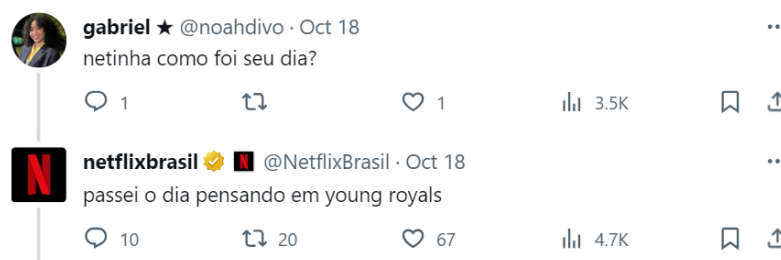 gabriel ★ @noahdivo · Oct 18
netinha como foi seu dia?
1 1 3.5K
netflixbrasil N @NetflixBrasil · Oct 18
N
passei o dia pensando em young royals
10 20 67 4.7K